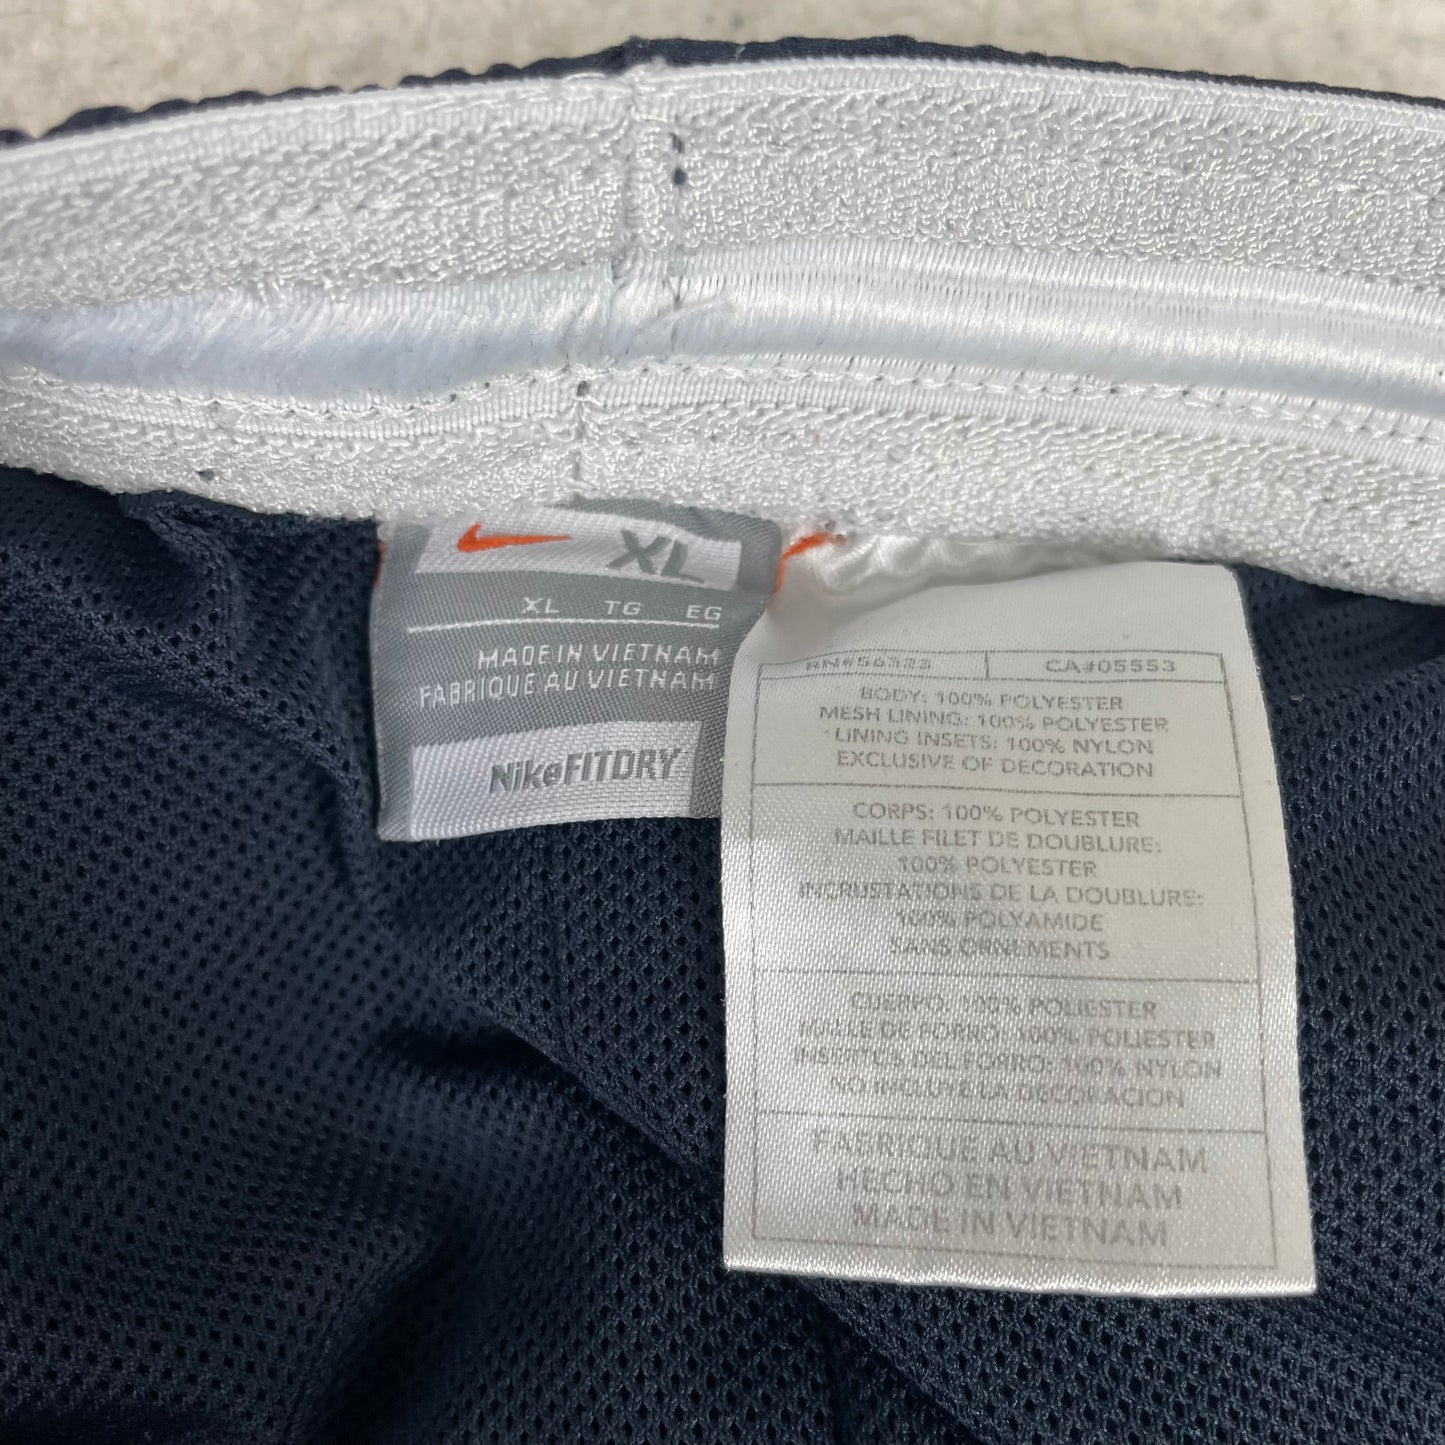 XL
XL TG EG
MADE IN VIETNAM
FABRIQUE AU VIETNAM
NikeFITDRY
RN#56323 CA#05553
BODY: 100% POLYESTER
MESH LINING: 100% POLYESTER
LINING INSETS: 100% NYLON
EXCLUSIVE OF DECORATION
CORPS: 100% POLYESTER
MAILLE FILET DE DOUBLURE:
100% POLYESTER
INCRUSTATIONS DE LA DOUBLURE:
100% POLYAMIDE
SANS ORNEMENTS
CUERPO: 100% POLIESTER
MALLE DE FORRO: 100% POLIESTER
INSERTOS DEL FORRO: 100% NYLON
NO INCLUYE LA DECORACION
FABRIQUE AU VIETNAM
HECHO EN VIETNAM
MADE IN VIETNAM